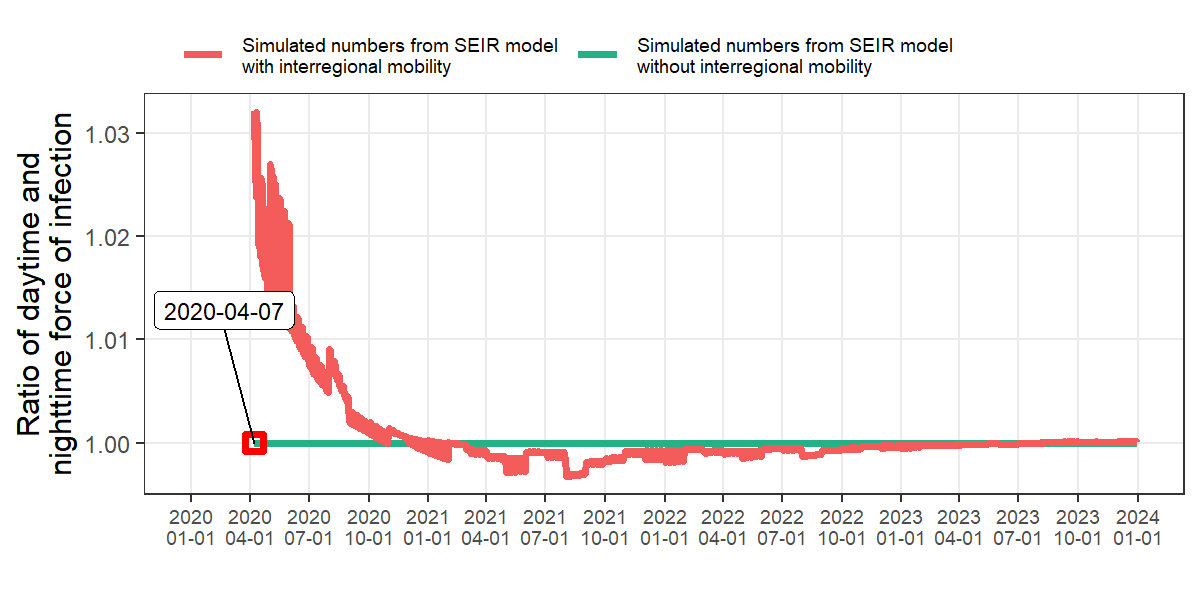 Simulated numbers from SEIR model
with interregional mobility
Simulated numbers from SEIR model
without interregional mobility
Ratio of daytime and
nighttime force of infection
1.03
1.02
1.01
1.00
2020-04-07
2020 2020 2020 2020 2021 2021 2021 2021 2022 2022 2022 2022 2023 2023 2023 2023 2024
01-01 04-01 07-01 10-01 01-01 04-01 07-01 10-01 01-01 04-01 07-01 10-01 01-01 04-01 07-01 10-01 01-01